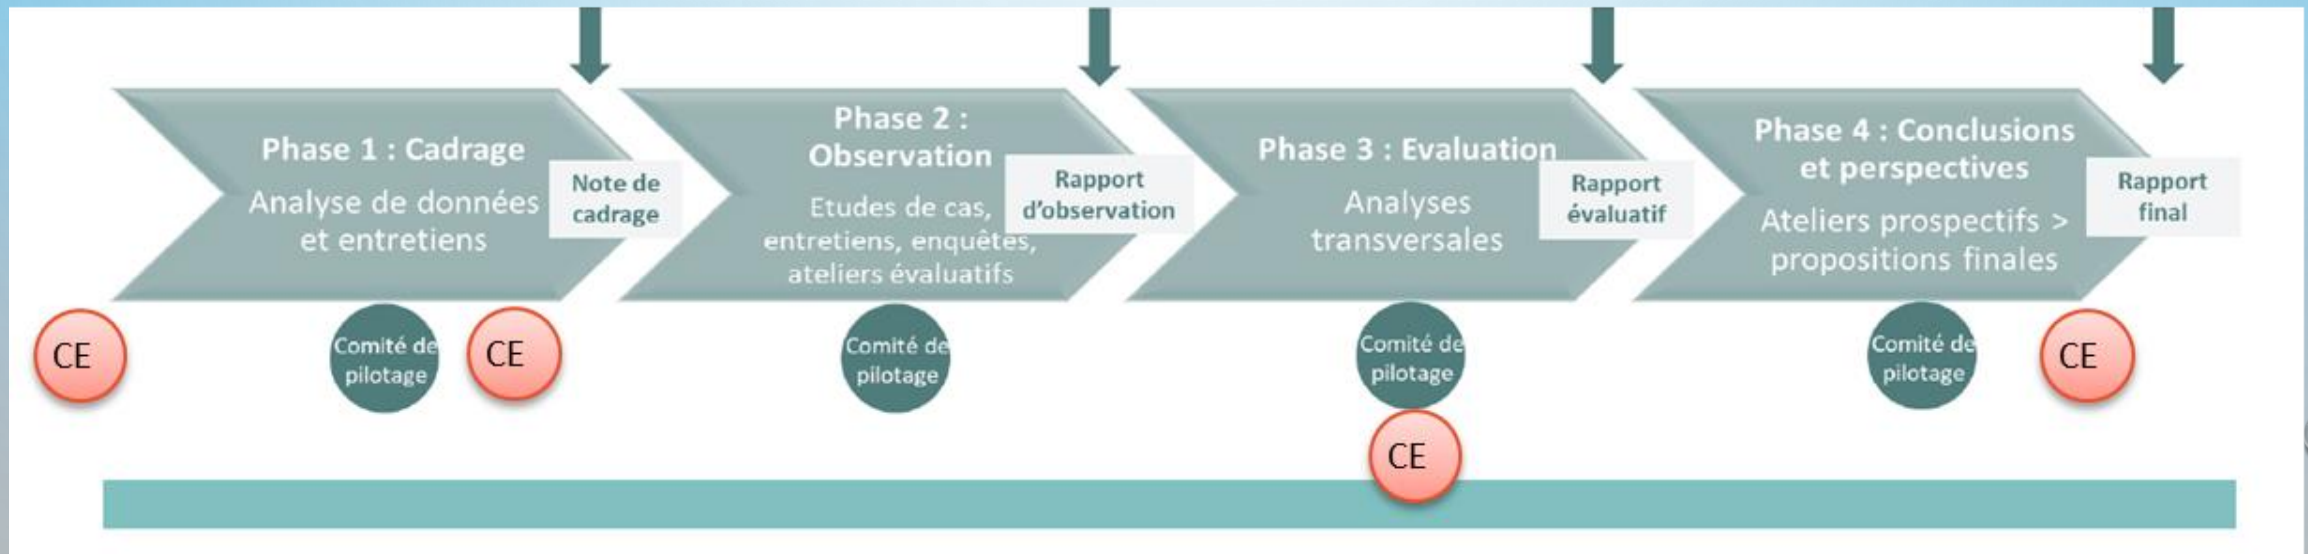 Phase 1 : Cadrage
Analyse de données
et entretiens
Note de
cadrage
Phase 2 :
Observation
Etudes de cas,
entretiens, enquêtes,
ateliers évaluatifs
Rapport
d'observation
Phase 3 : Evaluation
Analyses
transversales
Rapport
évaluatif
Phase 4 : Conclusions
et perspectives
Ateliers prospectifs >
propositions finales
Rapport
final
CE
Comité de
pilotage
CE
Comité de
pilotage
Comité de
pilotage
CE
Comité de
pilotage
CE